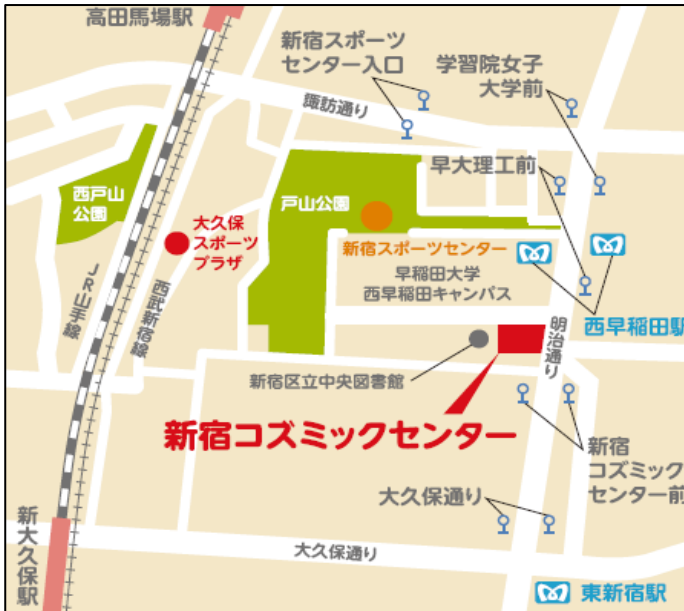 高田馬場駅
新宿スポーツ
センター入口
学習院女子
大学前
諏訪通り
早大理工前
西戸山
公園
戸山公園
大久保
スポーツ
プラザ
新宿スポーツセンター
早稲田大学
西早稲田キャンパス
JR山手線
西武新宿線
西早稲田駅
明治通り
新宿区立中央図書館
新宿コズミックセンター
新宿
コズミック
センター前
大久保通り
新大久保駅
大久保通り
東新宿駅